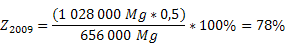 Z₂₀₀₉ = (1 028 000 Mg * 0,5) / 656 000 Mg * 100% = 78%